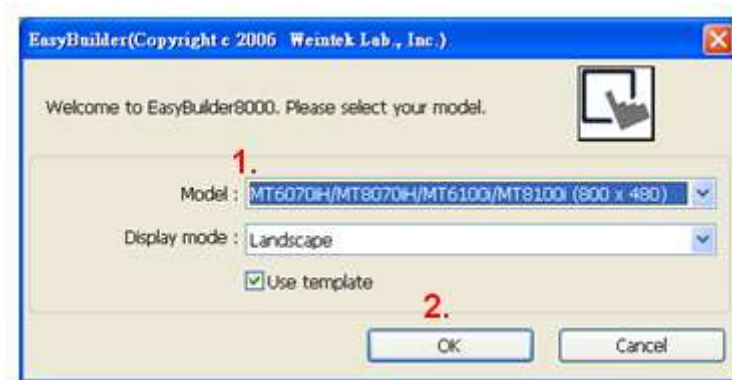 EasyBuilder(Copyright c 2006 Weintek Lab., Inc.)
Welcome to EasyBuilder8000. Please select your model.
1.
Model : MT6070iH/MT8070iH/MT6100i/MT8100i (800 x 480)
Display mode : Landscape
Use template
2.
OK Cancel